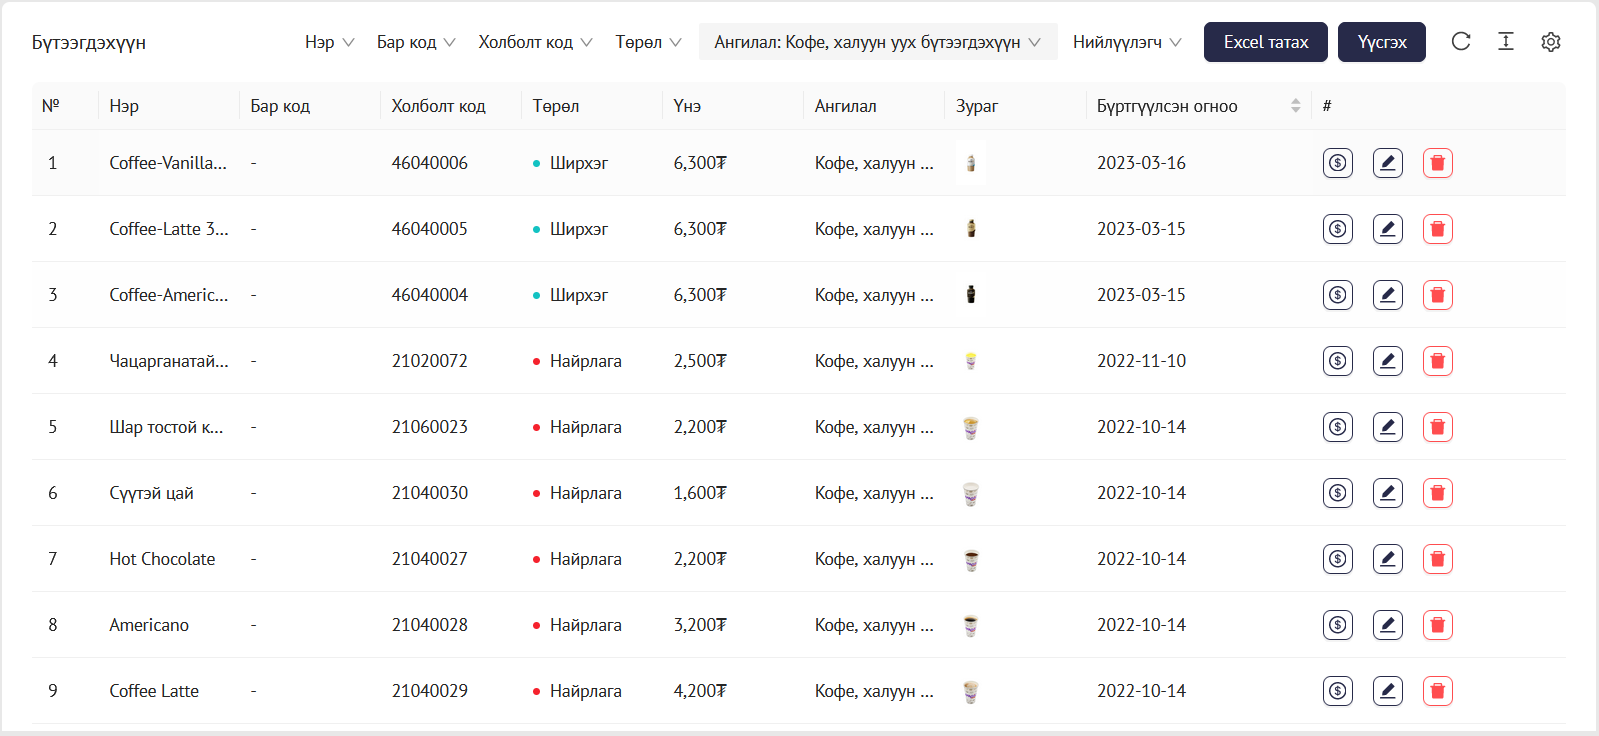 Бүтээгдэхүүн Нэр Бар код Холболт код Төрөл Ангилал: Кофе, халуун уух бүтээгдэхүүн Нийлүүлэгч Excel татах Үүсгэх
№ Нэр Бар код Холболт код Төрөл Үнэ Ангилал Зураг Бүртгүүлсэн огноо #
1 Coffee-Vanilla... - 46040006 Ширхэг 6,300₮ Кофе, халуун ... 2023-03-16
2 Coffee-Latte 3... - 46040005 Ширхэг 6,300₮ Кофе, халуун ... 2023-03-15
3 Coffee-Americ... - 46040004 Ширхэг 6,300₮ Кофе, халуун ... 2023-03-15
4 Чацарганатай... - 21020072 Найрлага 2,500₮ Кофе, халуун ... 2022-11-10
5 Шар тостой к... - 21060023 Найрлага 2,200₮ Кофе, халуун ... 2022-10-14
6 Сүүтэй цай - 21040030 Найрлага 1,600₮ Кофе, халуун ... 2022-10-14
7 Hot Chocolate - 21040027 Найрлага 2,200₮ Кофе, халуун ... 2022-10-14
8 Americano - 21040028 Найрлага 3,200₮ Кофе, халуун ... 2022-10-14
9 Coffee Latte - 21040029 Найрлага 4,200₮ Кофе, халуун ... 2022-10-14